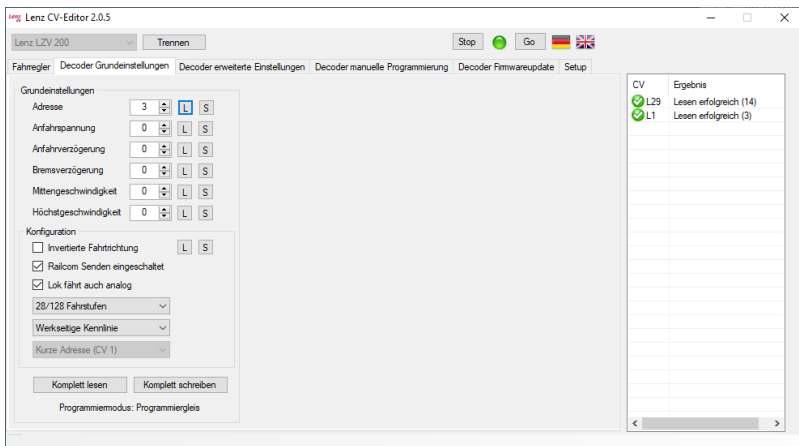 Lenz CV-Editor 2.0.5
Lenz LZV 200 Trennen Stop Go
Fahrregler Decoder Grundeinstellungen Decoder erweiterte Einstellungen Decoder manuelle Programmierung Decoder Firmwareupdate Setup
CV Ergebnis
L29 Lesen erfolgreich (14)
L1 Lesen erfolgreich (3)
Grundeinstellungen
Adresse 3 L S
Anfahrspannung 0 L S
Anfahrverzögerung 0 L S
Bremsverzögerung 0 L S
Mittengeschwindigkeit 0 L S
Höchstgeschwindigkeit 0 L S
Konfiguration
Invertierte Fahrtrichtung L S
Railcom Senden eingeschaltet
Lok fährt auch analog
28/128 Fahrstufen
Werkseitige Kennlinie
Kurze Adresse (CV 1)
Komplett lesen Komplett schreiben
Programmiermodus: Programmiergleis